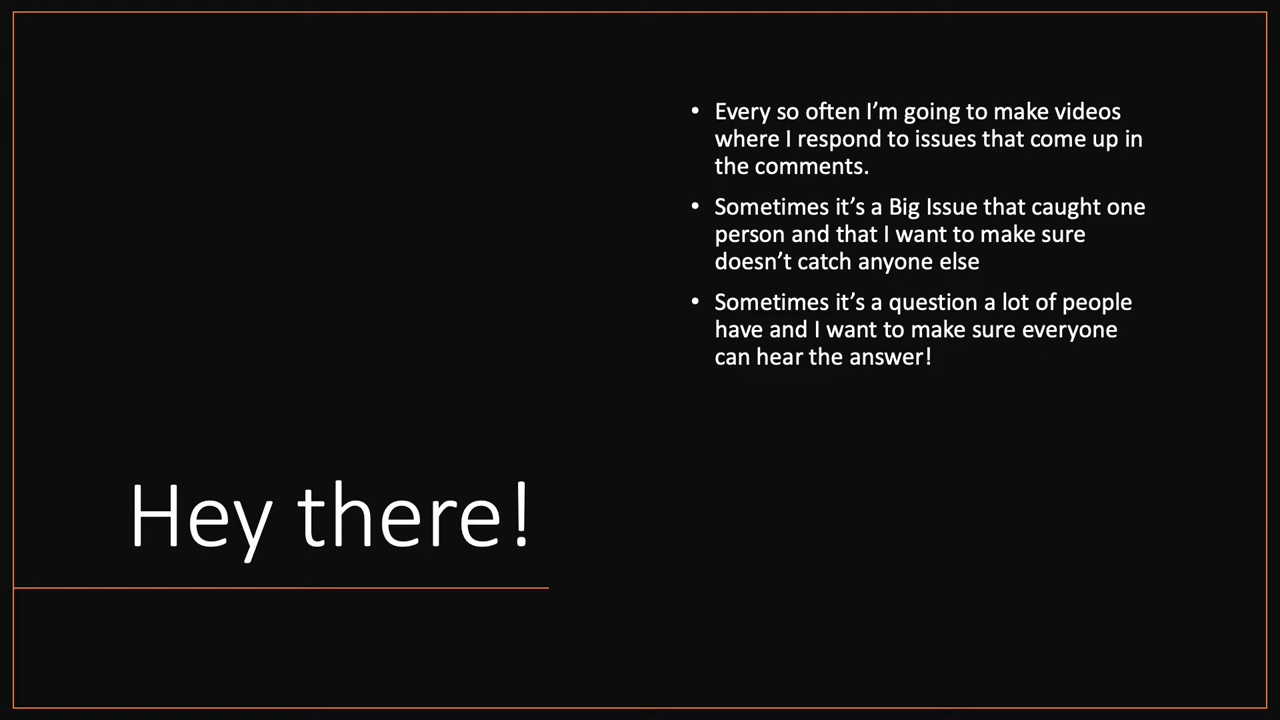 Hey there!
• Every so often I’m going to make videos
where I respond to issues that come up in
the comments.
• Sometimes it’s a Big Issue that caught one
person and that I want to make sure
doesn’t catch anyone else
• Sometimes it’s a question a lot of people
have and I want to make sure everyone
can hear the answer!